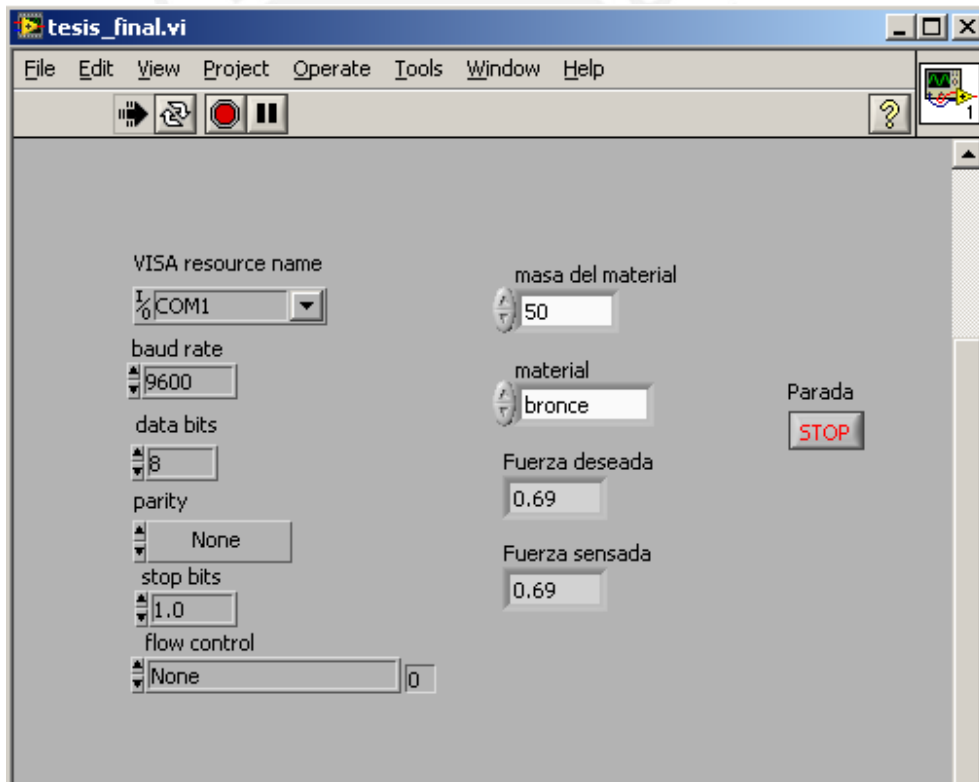 tesis_final.vi
File Edit View Project Operate Tools Window Help
1
VISA resource name
COM1
baud rate
9600
data bits
8
parity
None
stop bits
1.0
flow control
None 0
masa del material
50
material
bronce
Fuerza deseada
0.69
Fuerza sensada
0.69
Parada
STOP